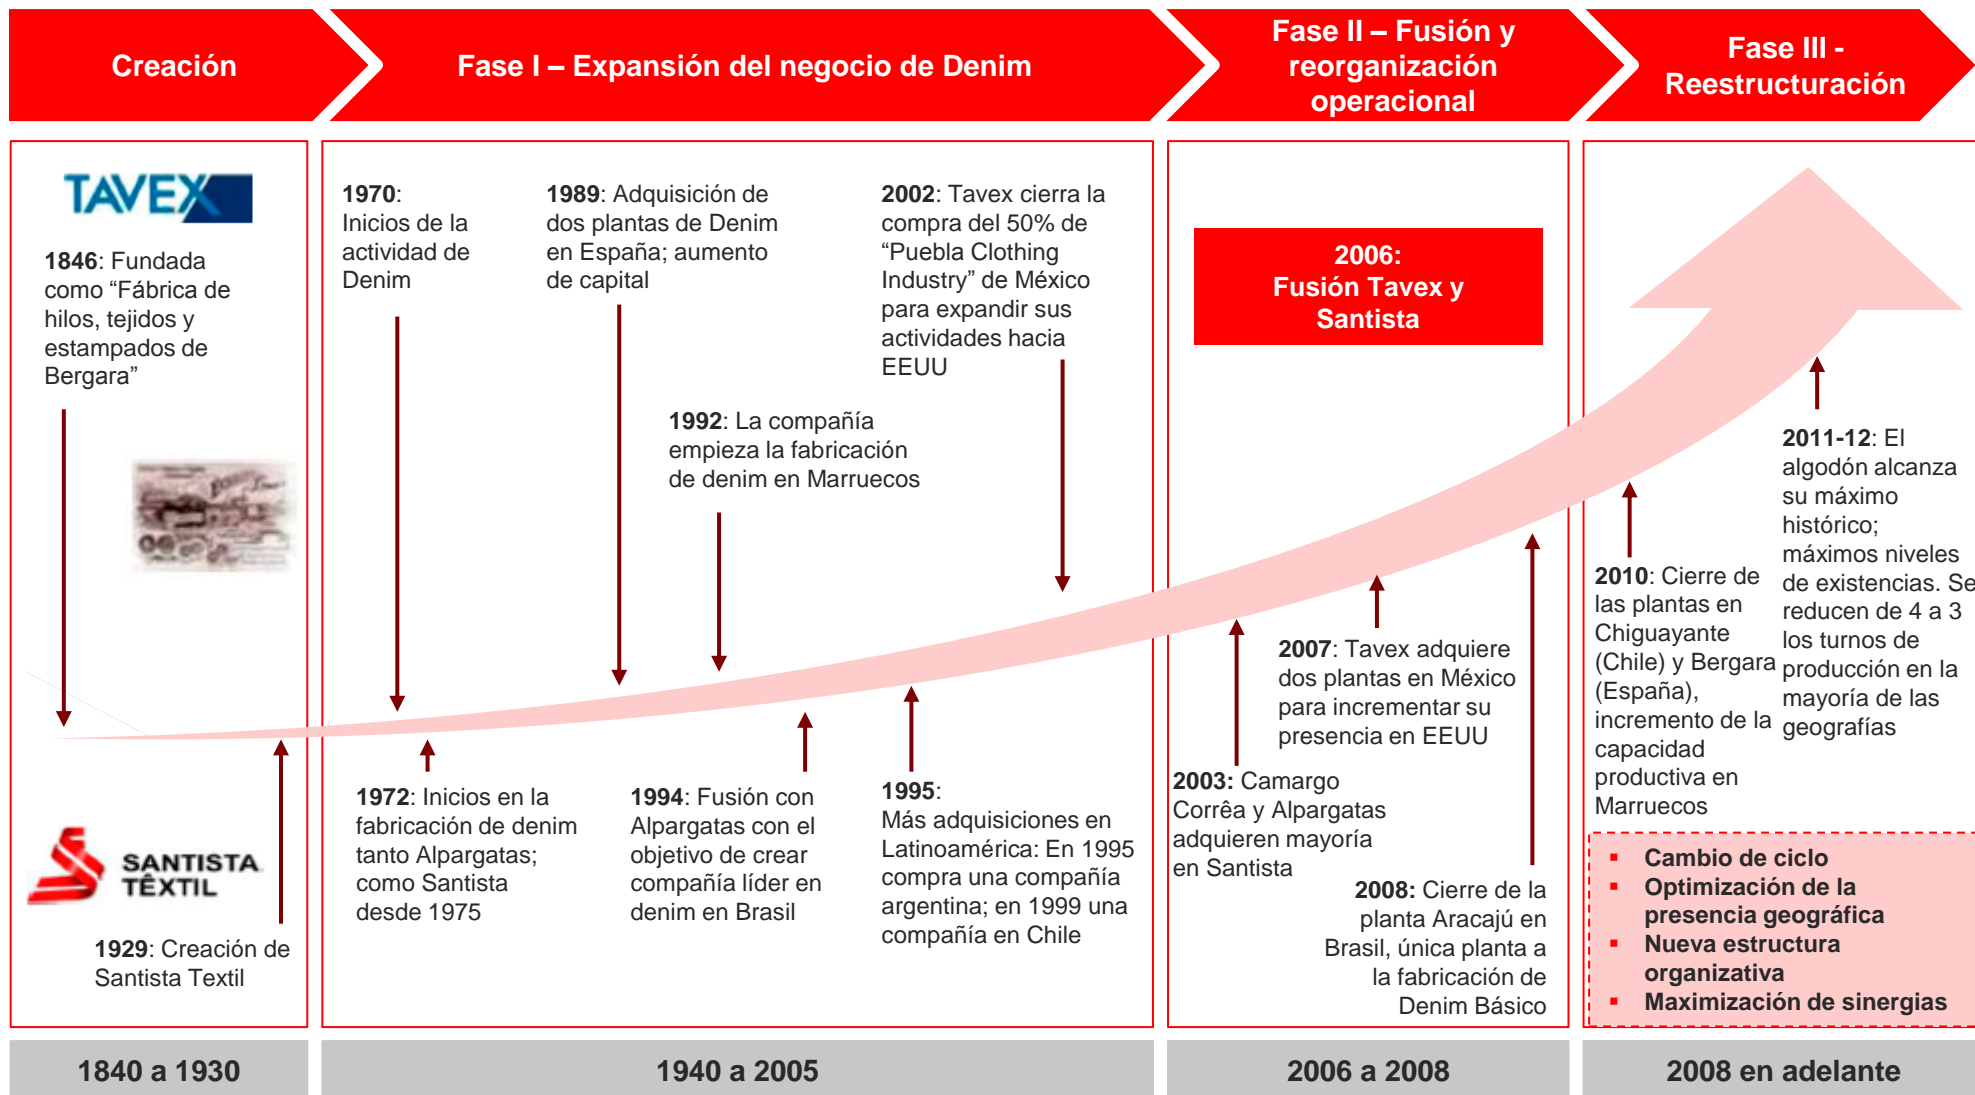 Creación
Fase I – Expansión del negocio de Denim
Fase II – Fusión y
reorganización
operacional
Fase III -
Reestructuración
TAVEX
1846: Fundada
como “Fábrica de
hilos, tejidos y
estampados de
Bergara”
SANTISTA
TÊXTIL
1929: Creación de
Santista Textil
1970:
Inicios de la
actividad de
Denim
1989: Adquisición de
dos plantas de Denim
en España; aumento
de capital
2002: Tavex cierra la
compra del 50% de
“Puebla Clothing
Industry” de México
para expandir sus
actividades hacia
EEUU
1992: La compañía
empieza la fabricación
de denim en Marruecos
1972: Inicios en la
fabricación de denim
tanto Alpargatas;
como Santista
desde 1975
1994: Fusión con
Alpargatas con el
objetivo de crear
compañía líder en
denim en Brasil
1995:
Más adquisiciones en
Latinoamérica: En 1995
compra una compañía
argentina; en 1999 una
compañía en Chile
2006:
Fusión Tavex y
Santista
2007: Tavex adquiere
dos plantas en México
para incrementar su
presencia en EEUU
2003: Camargo
Corrêa y Alpargatas
adquieren mayoría
en Santista
2008: Cierre de la
planta Aracajú en
Brasil, única planta a
la fabricación de
Denim Básico
2011-12: El
algodón alcanza
su máximo
histórico;
máximos niveles
de existencias. Se
reducen de 4 a 3
los turnos de
producción en la
mayoría de las
geografías
2010: Cierre de
las plantas en
Chiguayante
(Chile) y Bergara
(España),
incremento de la
capacidad
productiva en
Marruecos
▪ Cambio de ciclo
▪ Optimización de la
presencia geográfica
▪ Nueva estructura
organizativa
▪ Maximización de sinergias
1840 a 1930
1940 a 2005
2006 a 2008
2008 en adelante